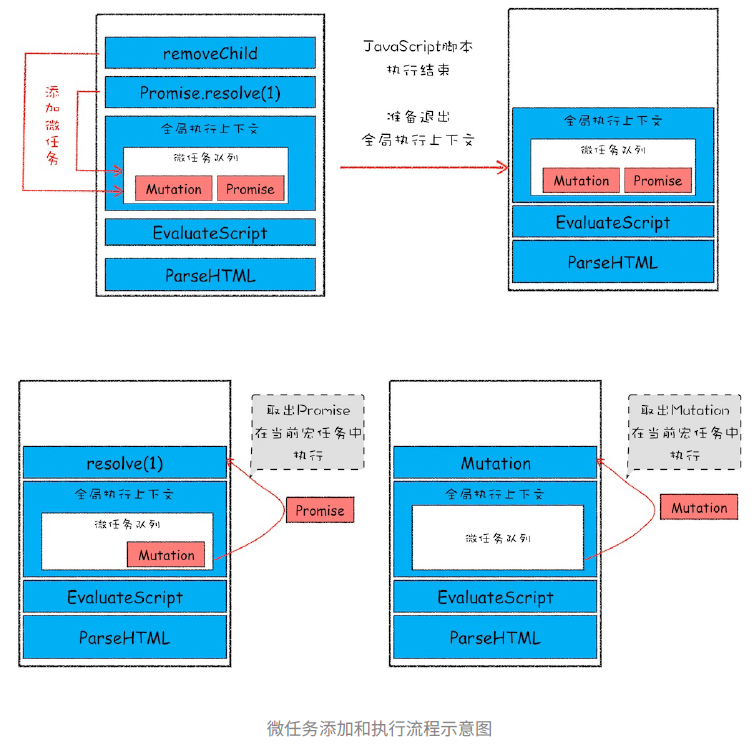 removeChild
Promise.resolve(1)
添加微任务
全局执行上下文
微任务队列
Mutation
Promise
EvaluateScript
ParseHTML
JavaScript脚本
执行结束
准备退出
全局执行上下文
全局执行上下文
微任务队列
Mutation
Promise
EvaluateScript
ParseHTML
取出Promise
在当前宏任务中
执行
resolve(1)
全局执行上下文
微任务队列
Mutation
Promise
EvaluateScript
ParseHTML
取出Mutation
在当前宏任务中
执行
Mutation
全局执行上下文
微任务队列
Mutation
EvaluateScript
ParseHTML
微任务添加和执行流程示意图